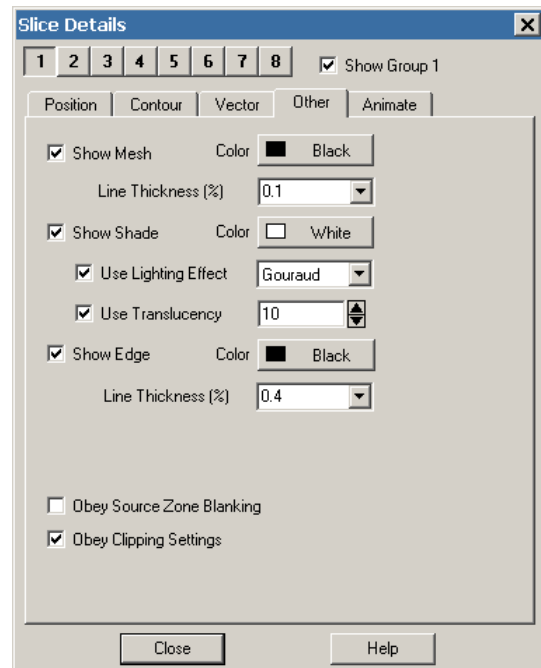 Slice Details
1 2 3 4 5 6 7 8 Show Group 1
Position Contour Vector Other Animate
Show Mesh Color Black
Line Thickness (%) 0.1
Show Shade Color White
Use Lighting Effect Gouraud
Use Translucency 10
Show Edge Color Black
Line Thickness (%) 0.4
Obey Source Zone Blanking
Obey Clipping Settings
Close Help